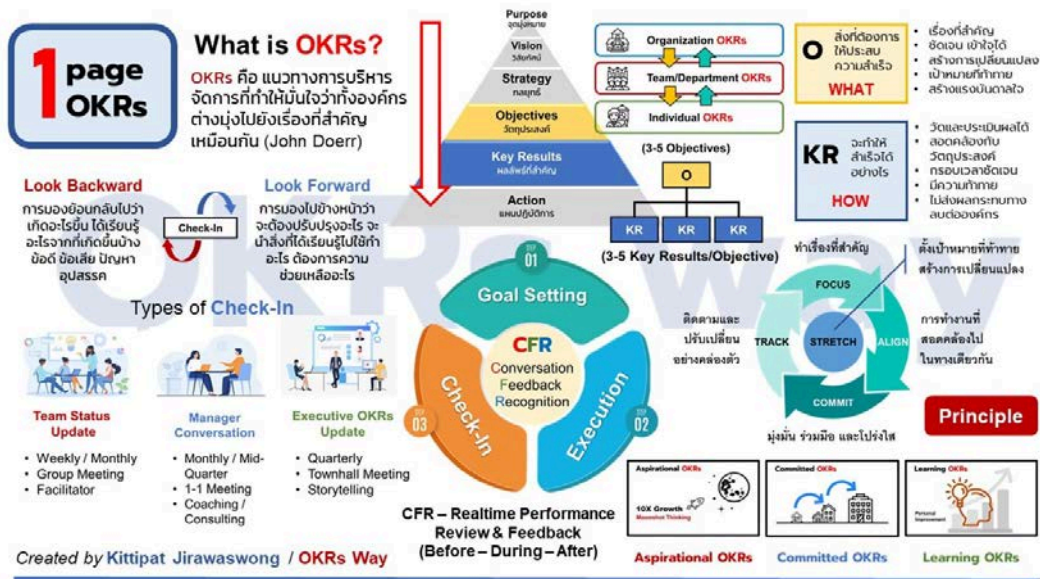 1 page
OKRs
What is OKRs?
OKRs คือ แนวทางการบริหาร
จัดการที่ทำให้มั่นใจว่าทั้งองค์กร
ต่างมุ่งไปยังเรื่องที่สำคัญ
เหมือนกัน (John Doerr)
Purpose
จุดมุ่งหมาย
Vision
วิสัยทัศน์
Strategy
กลยุทธ์
Objectives
วัตถุประสงค์
Key Results
ผลลัพธ์ที่สำคัญ
Action
แผนปฏิบัติการ
Organization OKRs
Team/Department OKRs
Individual OKRs
(3-5 Objectives)
O
KR KR KR
(3-5 Key Results/Objective)
O
สิ่งที่ต้องการ
ให้ประสบ
ความสำเร็จ
WHAT
• เรื่องที่สำคัญ
• ชัดเจน เข้าใจได้
• สร้างการเปลี่ยนแปลง
• เป้าหมายที่ท้าทาย
• สร้างแรงบันดาลใจ
KR
จะทำให้
สำเร็จได้
อย่างไร
HOW
• วัดและประเมินผลได้
• สอดคล้องกับ
วัตถุประสงค์
• กรอบเวลาชัดเจน
• มีความท้าทาย
• ไม่ส่งผลกระทบทาง
ลบต่อองค์กร
Look Backward
การมองย้อนกลับไปว่า
เกิดอะไรขึ้น ได้เรียนรู้
อะไรจากที่เกิดขึ้นบ้าง
ข้อดี ข้อเสีย ปัญหา
อุปสรรค
Check-In
Look Forward
การมองไปข้างหน้าว่า
จะต้องปรับปรุงอะไร จะ
นำสิ่งที่ได้เรียนรู้ไปใช้ทำ
อะไร ต้องการความ
ช่วยเหลืออะไร
OKRs way
Types of Check-In
Team Status
Update
• Weekly / Monthly
• Group Meeting
• Facilitator
Manager
Conversation
• Monthly / Mid-
Quarter
• 1-1 Meeting
• Coaching /
Consulting
Executive OKRs
Update
• Quarterly
• Townhall Meeting
• Storytelling
STEP
01
Goal Setting
STEP
02
Execution
STEP
03
Check-In
CFR
Conversation
Feedback
Recognition
CFR – Realtime Performance
Review & Feedback
(Before – During – After)
ทำเรื่องที่สำคัญ
ตั้งเป้าหมายที่ท้าทาย
สร้างการเปลี่ยนแปลง
FOCUS
ติดตามและ
ปรับเปลี่ยน
อย่างคล่องตัว
TRACK
STRETCH
ALIGN
การทำงานที่
สอดคล้องไป
ในทางเดียวกัน
COMMIT
มุ่งมั่น ร่วมมือ และโปร่งใส
Principle
Aspirational OKRs
10X Growth
Moonshot Thinking
Aspirational OKRs
Committed OKRs
Committed OKRs
Learning OKRs
Personal
Improvement
Learning OKRs
Created by Kittipat Jirawaswong / OKRs Way